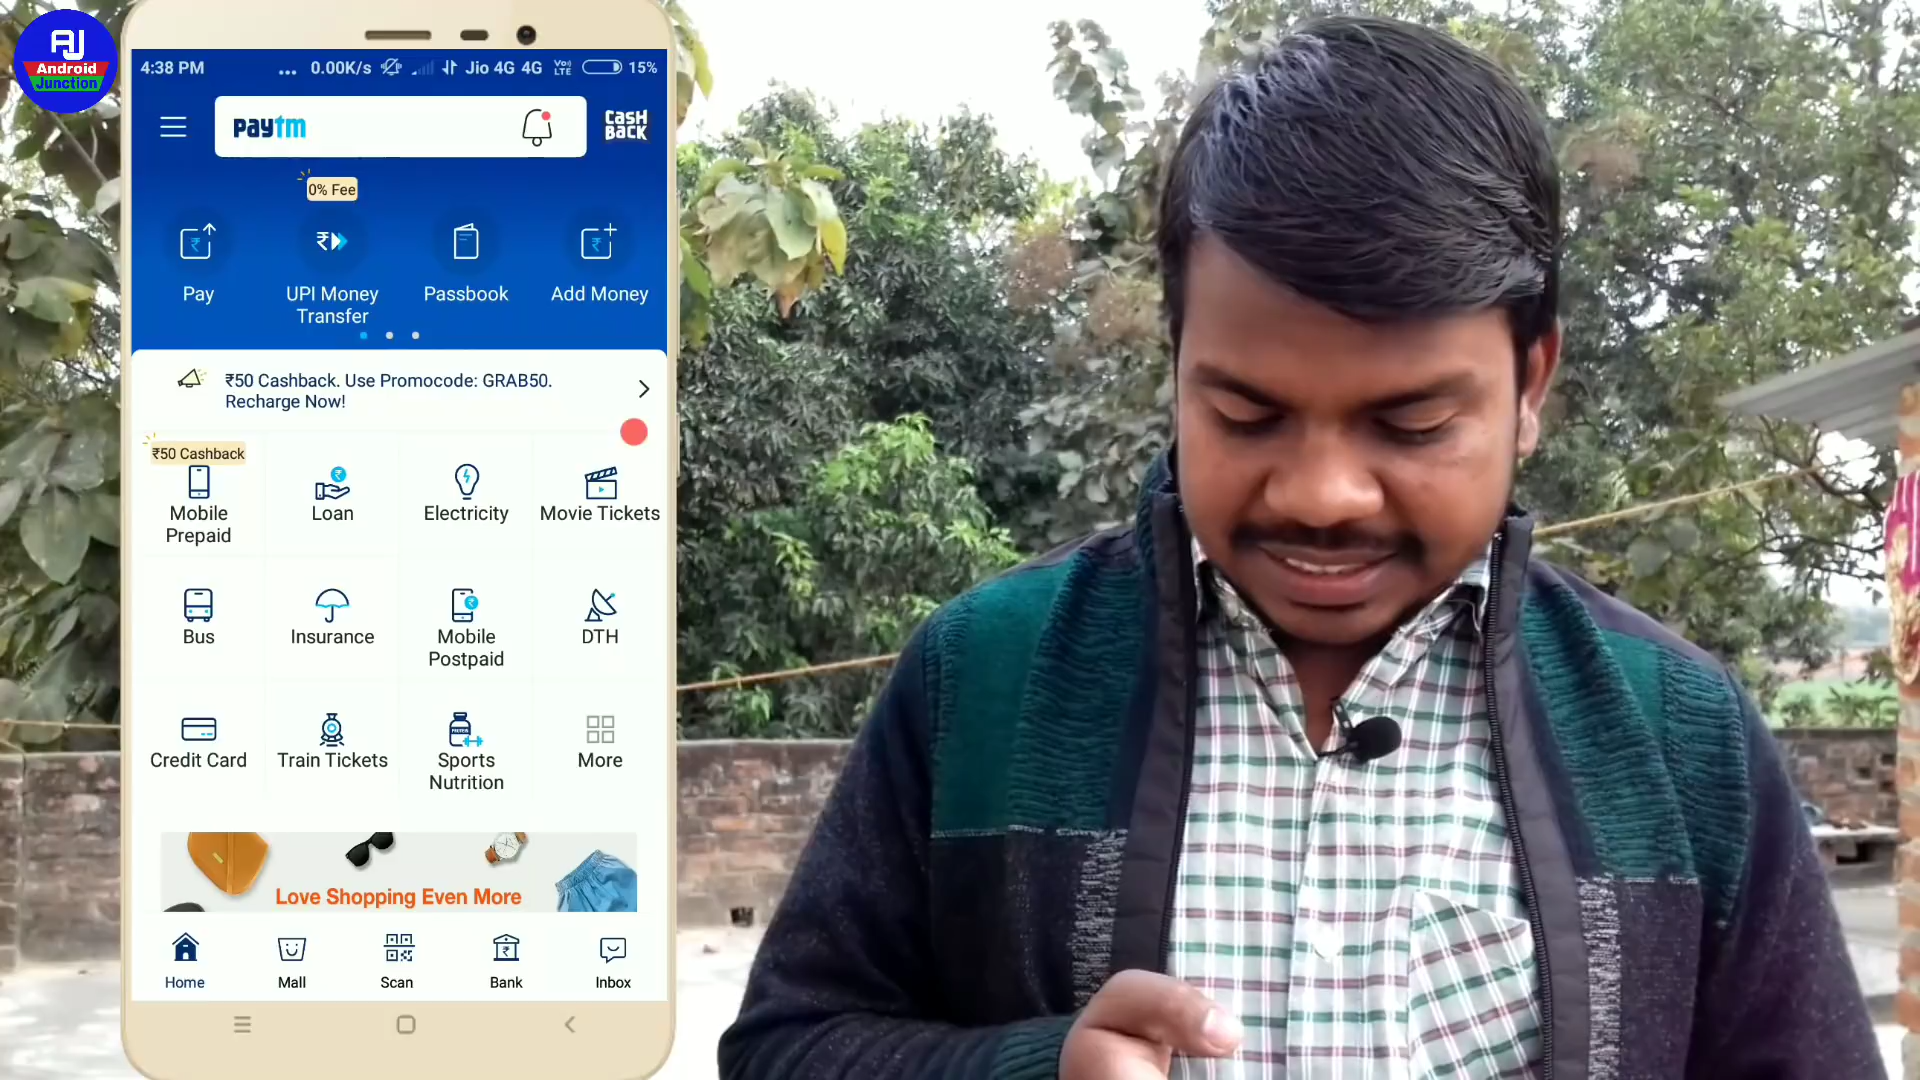 AJ
Android
Junction
4:38 PM ... 0.00K/s Jio 4G 4G VoLTE 15%
paytm
CASH
BACK
0% Fee
Pay
UPI Money
Transfer
Passbook
Add Money
₹50 Cashback. Use Promocode: GRAB50.
Recharge Now!
₹50 Cashback
Mobile
Prepaid
Loan
Electricity
Movie Tickets
Bus
Insurance
Mobile
Postpaid
DTH
Credit Card
Train Tickets
PROTEIN
Sports
Nutrition
More
Love Shopping Even More
Home
Mall
Scan
Bank
Inbox